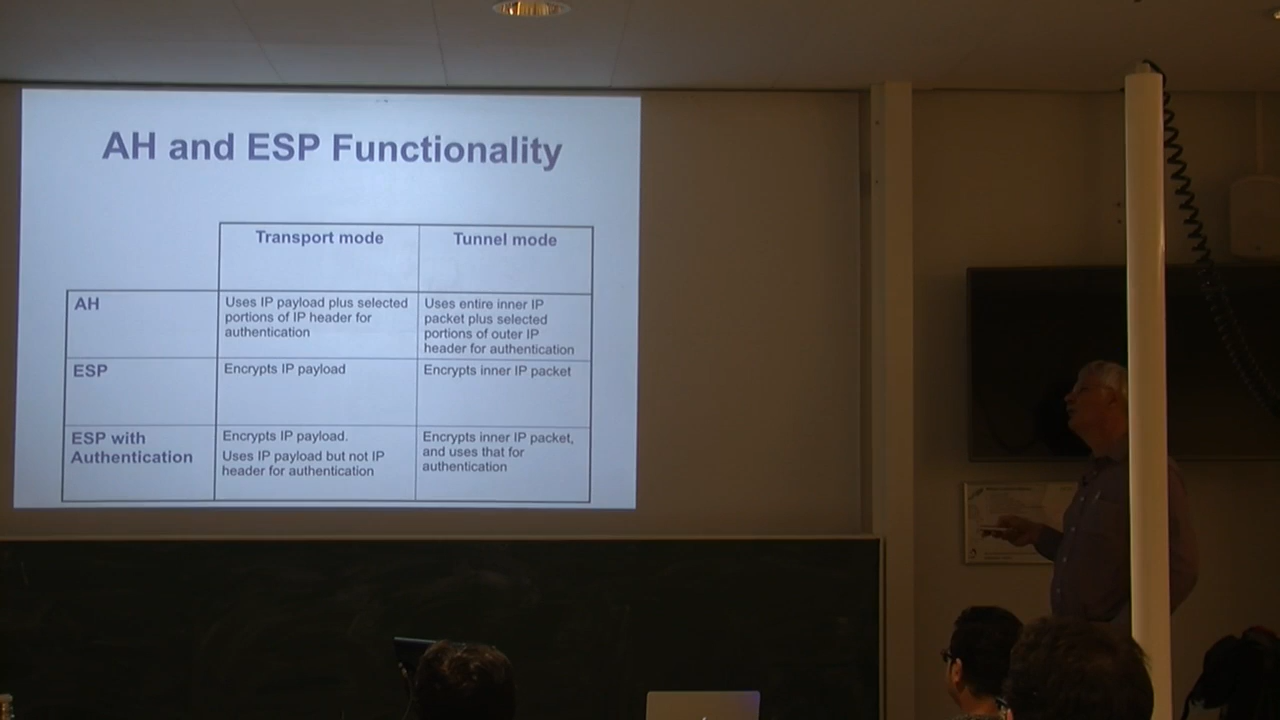 AH and ESP Functionality
Transport mode
Tunnel mode
AH
Uses IP payload plus selected
portions of IP header for
authentication
Uses entire inner IP
packet plus selected
portions of outer IP
header for authentication
ESP
Encrypts IP payload
Encrypts inner IP packet
ESP with
Authentication
Encrypts IP payload.
Uses IP payload but not IP
header for authentication
Encrypts inner IP packet,
and uses that for
authentication